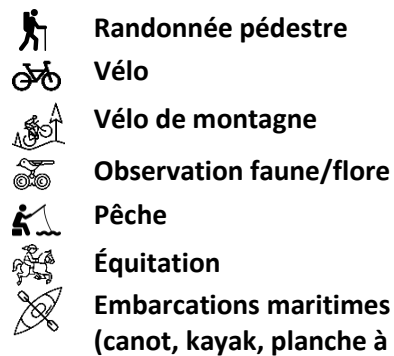 Randonnée pédestre
Vélo
Vélo de montagne
Observation faune/flore
Pêche
Équitation
Embarcations maritimes
(canot, kayak, planche à